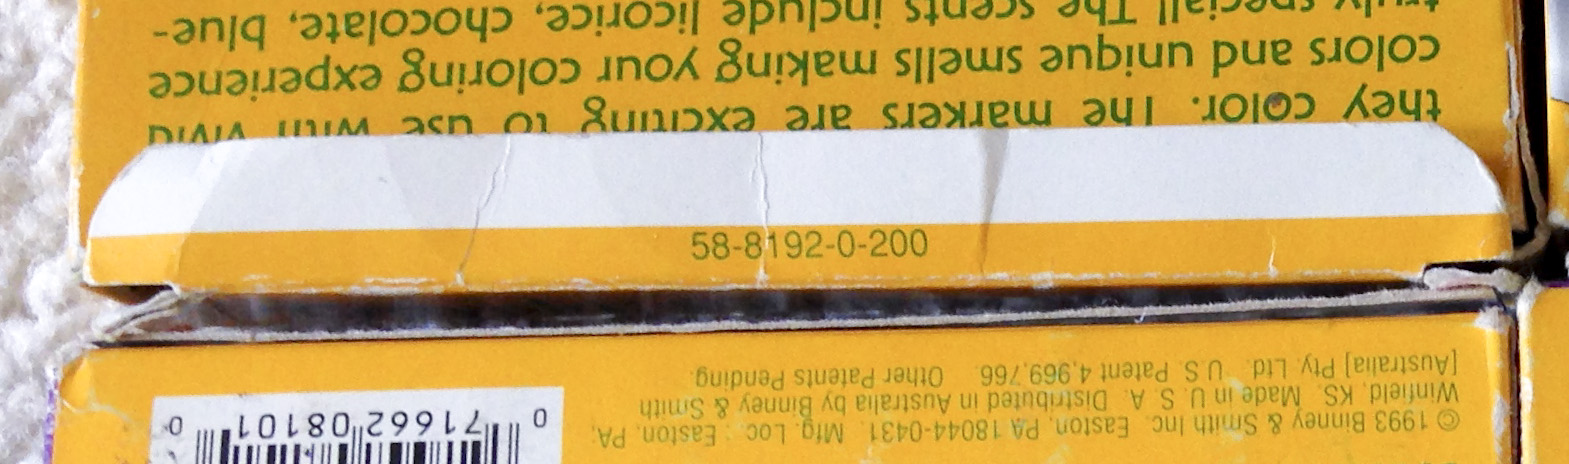 they color. The markers are exciting to use with vivid
colors and unique smells making your coloring experience
truly special! The scents include licorice, chocolate, blue-
58-8192-0-200
© 1993 Binney & Smith Inc. Easton, PA 18044-0431. Mfg. Loc.: Easton, PA,
Winfield, KS. Made in U. S. A. Distributed in Australia by Binney & Smith
[Australia] Pty. Ltd. U. S. Patent 4,969,766. Other Patents Pending.
0 71662 08101 0